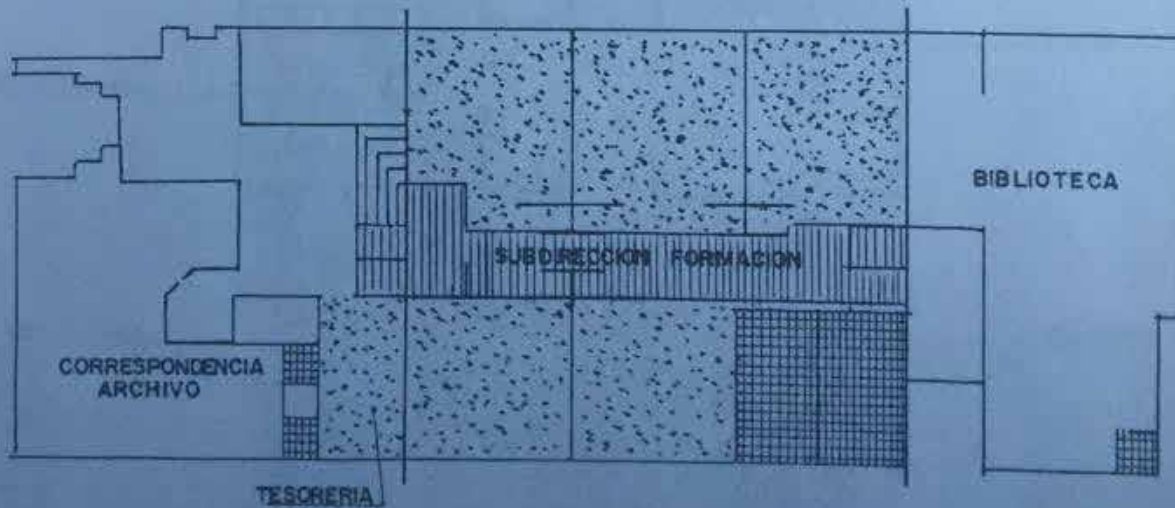 BIBLIOTECA
SUBDIRECCION FORMACION
CORRESPONDENCIA
ARCHIVO
TESORERIA